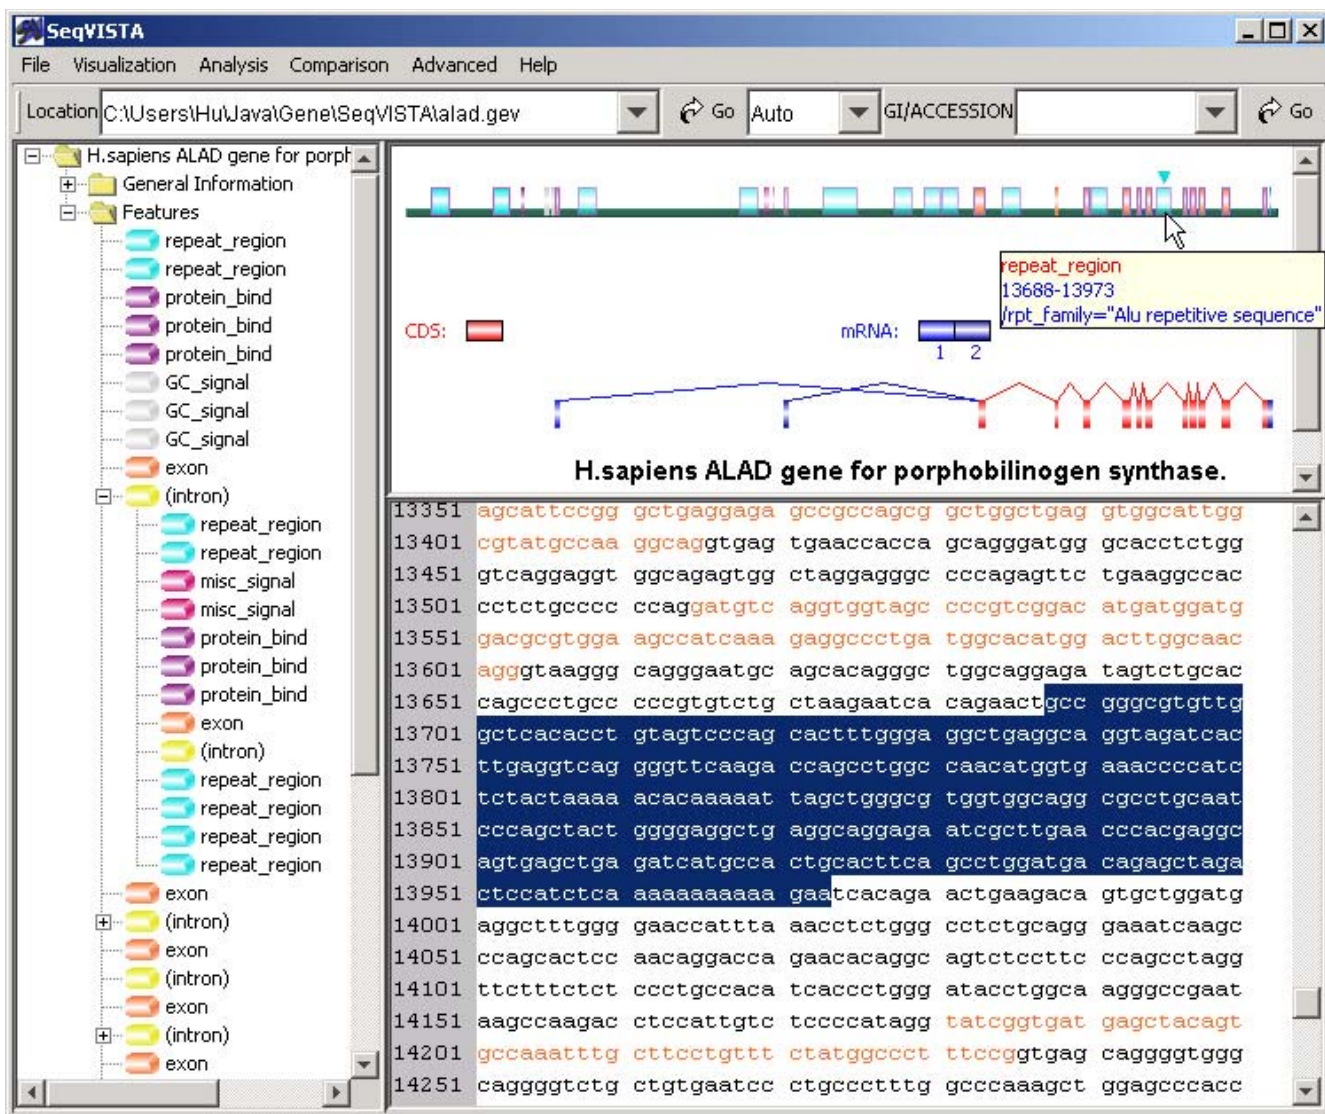 SeqVISTA
File Visualization Analysis Comparison Advanced Help
Location C:\Users\Hu\Java\Gene\SeqVISTA\alad.gev Go Auto GI/ACCESSION Go
H.sapiens ALAD gene for porph
General Information
Features
repeat_region
repeat_region
protein_bind
protein_bind
protein_bind
GC_signal
GC_signal
GC_signal
exon
(intron)
repeat_region
repeat_region
misc_signal
misc_signal
protein_bind
protein_bind
protein_bind
exon
(intron)
repeat_region
repeat_region
repeat_region
repeat_region
exon
(intron)
exon
(intron)
exon
(intron)
exon
repeat_region
13688-13973
/rpt_family="Alu repetitive sequence"
CDS: mRNA:
1 2
H.sapiens ALAD gene for porphobilinogen synthase.
13351 agcattccgg gctgaggaga gccgccagcg gctggctgag gtggcattgg
13401 cgtatgccaa ggcaggtgag tgaaccacca gcagggatgg gcacctctgg
13451 gtcaggaggt ggcagagtgg ctaggagggc cccagagttc tgaaggccac
13501 cctctgcccc ccaggatgtc aggtggtagc cccgtcggac atgatggatg
13551 gacgcgtgga agccatcaaa gaggccctga tggcacatgg acttggcaac
13601 agggtaaggg cagggaatgc agcacagggc tggcaggaga tagtctgcac
13651 cagccctgcc cccgtgtctg ctaagaatca cagaactgcc gggcgtgttg
13701 gctcacacct gtagtcccag cactttggga ggctgaggca ggtagatcac
13751 ttgaggtcag gggttcaaga ccagcctggc caacatggtg aaaccccatc
13801 tctactaaaa acacaaaaat tagctgggcg tggtggcagg cgcctgcaat
13851 cccagctact ggggaggctg aggcaggaga atcgcttgaa cccacgaggc
13901 agtgagctga gatcatgcca ctgcacttca gcctggatga cagagctaga
13951 ctccatctca aaaaaaaaaa gaatcacaga actgaagaca gtgctggatg
14001 aggctttggg gaaccattta aacctctggg cctctgcagg gaaatcaagc
14051 ccagcactcc aacaggacca gaacacaggc agtctccttc ccagcctagg
14101 ttctttctct ccctgccaca tcaccctggg atacctggca agggccgaat
14151 aagccaagac ctccattgtc tccccatagg tatcggtgat gagctacagt
14201 gccaaatttg cttcctgttt ctatggccct ttccggtgag caggggtggg
14251 caggggtctg ctgtgaatcc ctgccctttg gcccaaagct ggagcccacc